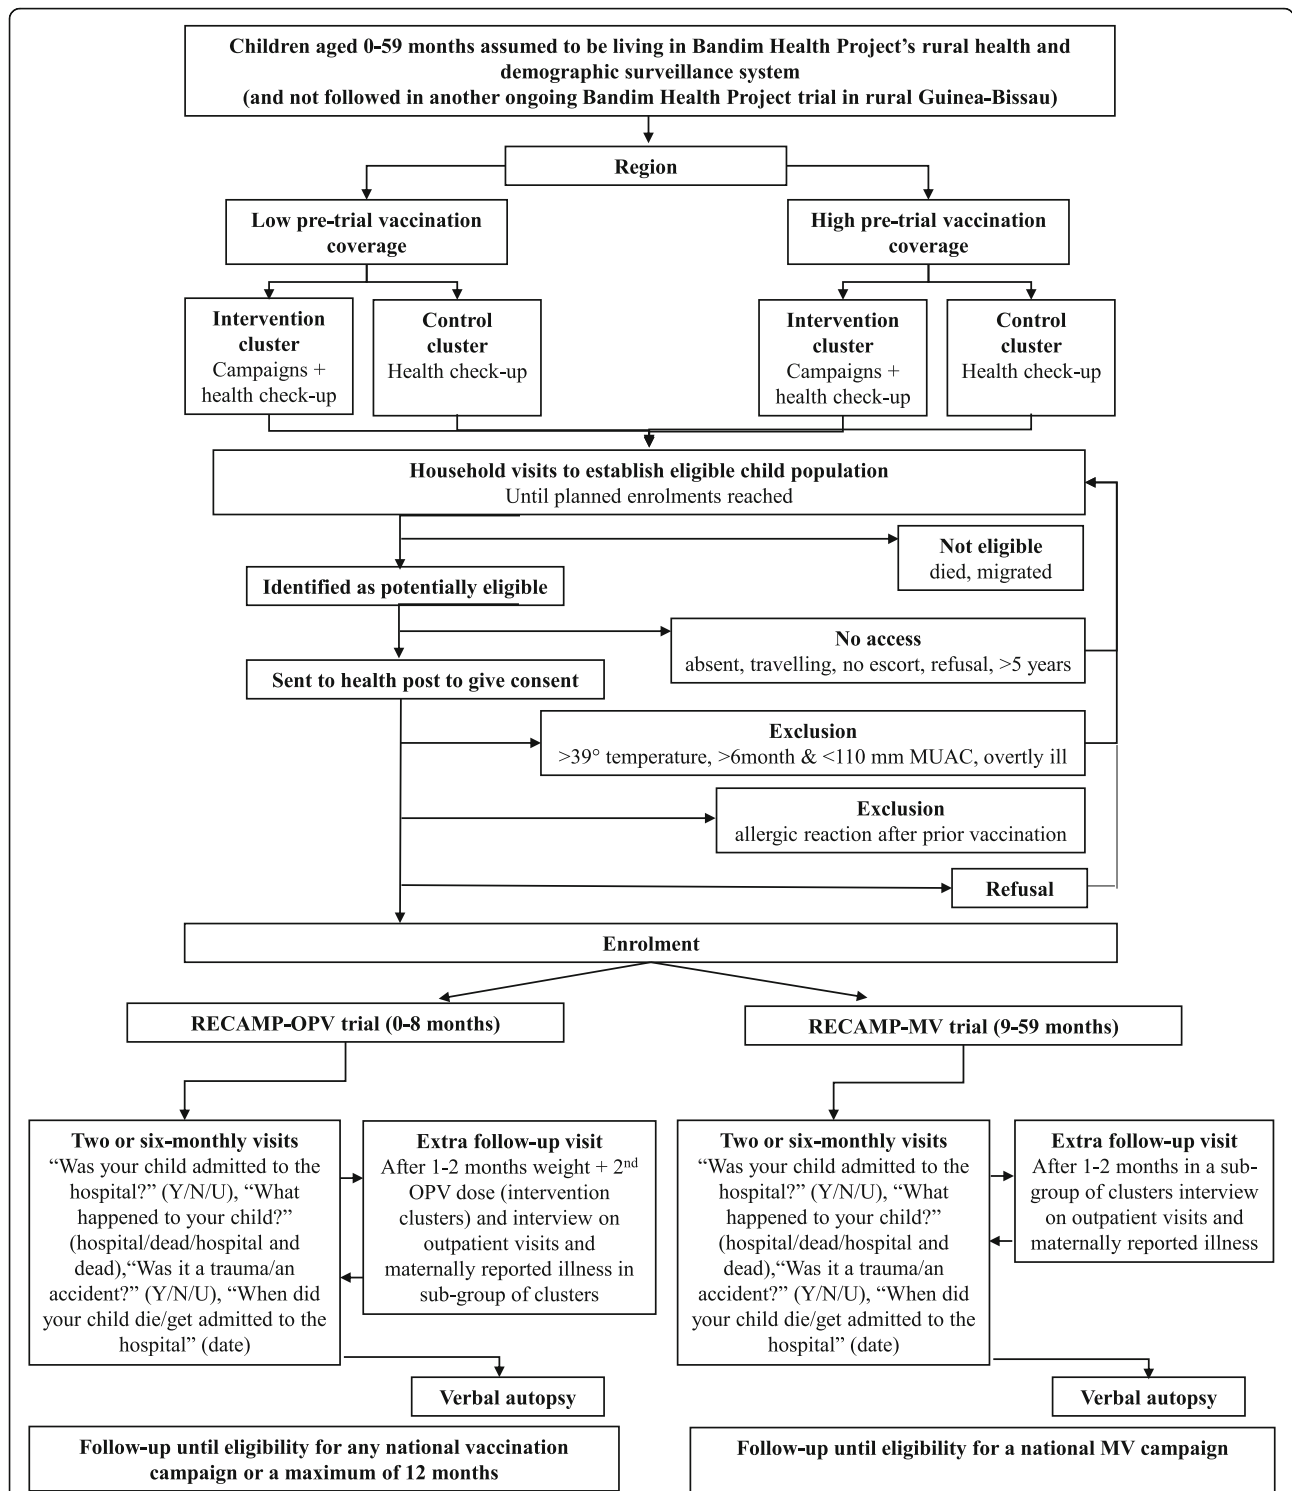 Children aged 0-59 months assumed to be living in Bandim Health Project’s rural health and
demographic surveillance system
(and not followed in another ongoing Bandim Health Project trial in rural Guinea-Bissau)
Region
Low pre-trial vaccination
coverage
High pre-trial vaccination
coverage
Intervention
cluster
Campaigns +
health check-up
Control
cluster
Health check-up
Intervention
cluster
Campaigns +
health check-up
Control
cluster
Health check-up
Household visits to establish eligible child population
Until planned enrolments reached
Not eligible
died, migrated
Identified as potentially eligible
No access
absent, travelling, no escort, refusal, >5 years
Sent to health post to give consent
Exclusion
>39° temperature, >6month & <110 mm MUAC, overtly ill
Exclusion
allergic reaction after prior vaccination
Refusal
Enrolment
RECAMP-OPV trial (0-8 months)
RECAMP-MV trial (9-59 months)
Two or six-monthly visits
“Was your child admitted to the
hospital?” (Y/N/U), “What
happened to your child?”
(hospital/dead/hospital and
dead),“Was it a trauma/an
accident?” (Y/N/U), “When did
your child die/get admitted to the
hospital” (date)
Extra follow-up visit
After 1-2 months weight + 2nd
OPV dose (intervention
clusters) and interview on
outpatient visits and
maternally reported illness in
sub-group of clusters
Two or six-monthly visits
“Was your child admitted to the
hospital?” (Y/N/U), “What
happened to your child?”
(hospital/dead/hospital and
dead),“Was it a trauma/an
accident?” (Y/N/U), “When did
your child die/get admitted to the
hospital” (date)
Extra follow-up visit
After 1-2 months in a sub-
group of clusters interview
on outpatient visits and
maternally reported illness
Verbal autopsy
Verbal autopsy
Follow-up until eligibility for any national vaccination
campaign or a maximum of 12 months
Follow-up until eligibility for a national MV campaign